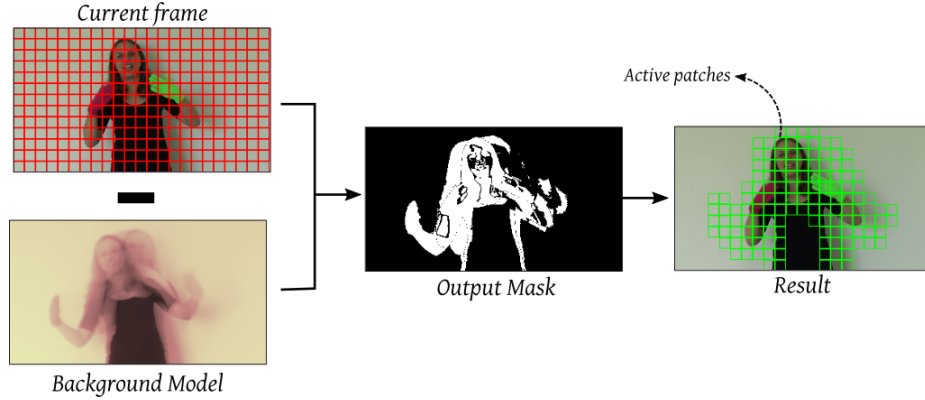 Current frame
Active patches
Output Mask
Result
Background Model